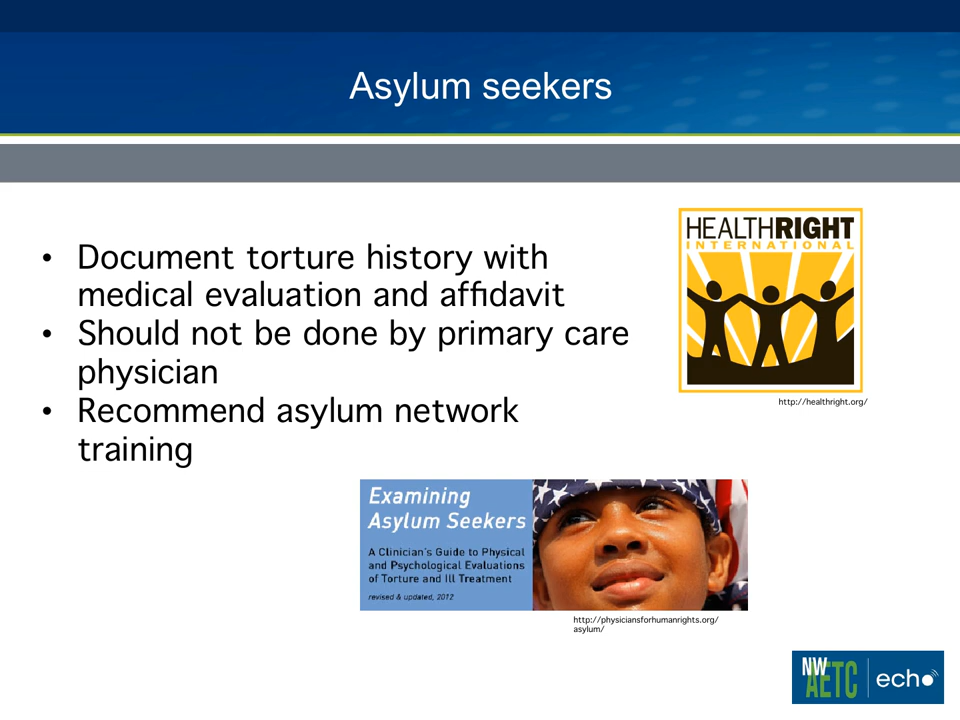 Asylum seekers
• Document torture history with
medical evaluation and affidavit
• Should not be done by primary care
physician
• Recommend asylum network
training
HEALTHRIGHT
INTERNATIONAL
http://healthright.org/
Examining
Asylum Seekers
A Clinician's Guide to Physical
and Psychological Evaluations
of Torture and Ill Treatment
revised & updated, 2012
http://physiciansforhumanrights.org/
asylum/
NW
AETC
echo